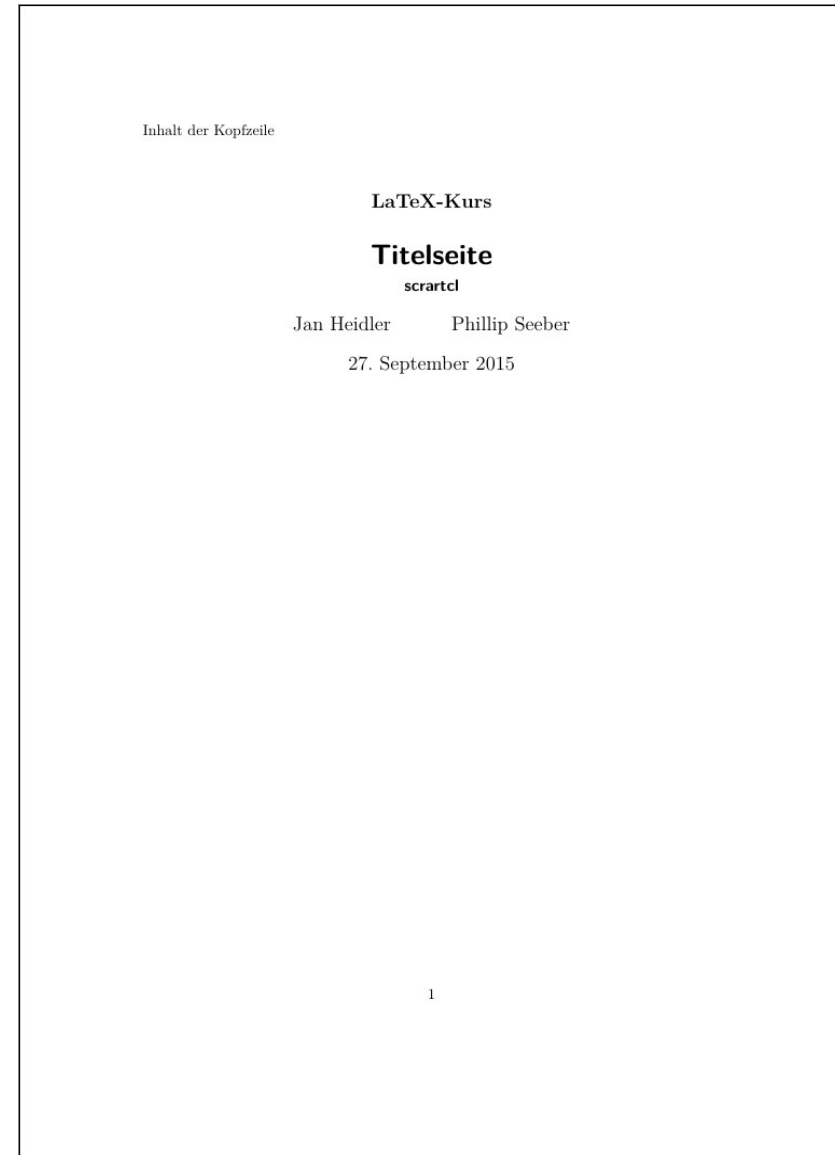 Inhalt der Kopfzeile
LaTeX-Kurs
Titelseite
scrartcl
Jan Heidler Phillip Seeber
27. September 2015
1